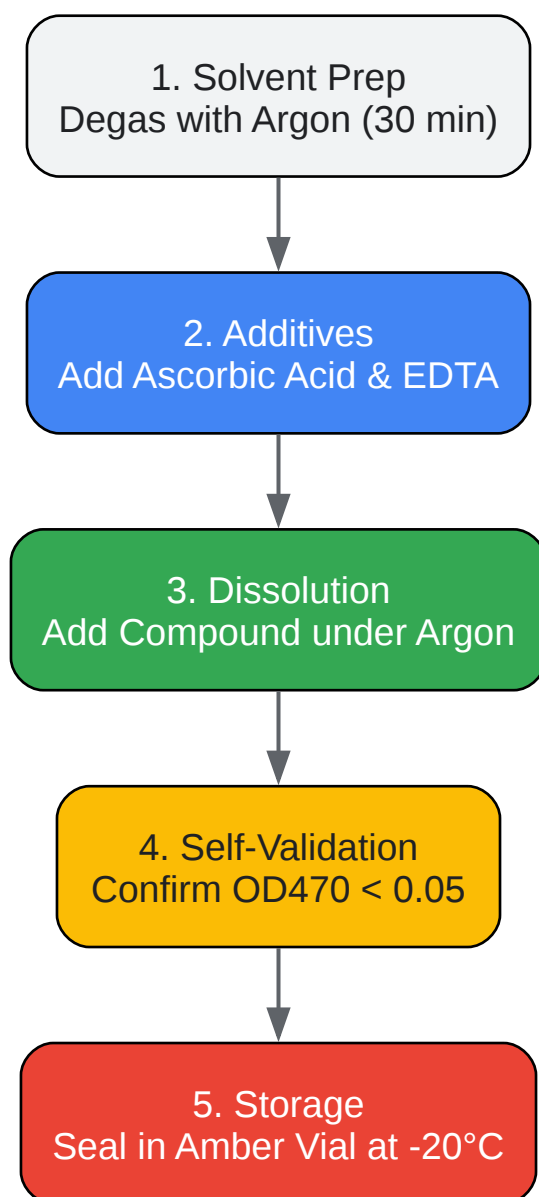 1. Solvent Prep
Degas with Argon (30 min)
2. Additives
Add Ascorbic Acid & EDTA
3. Dissolution
Add Compound under Argon
4. Self-Validation
Confirm OD470 < 0.05
5. Storage
Seal in Amber Vial at -20°C